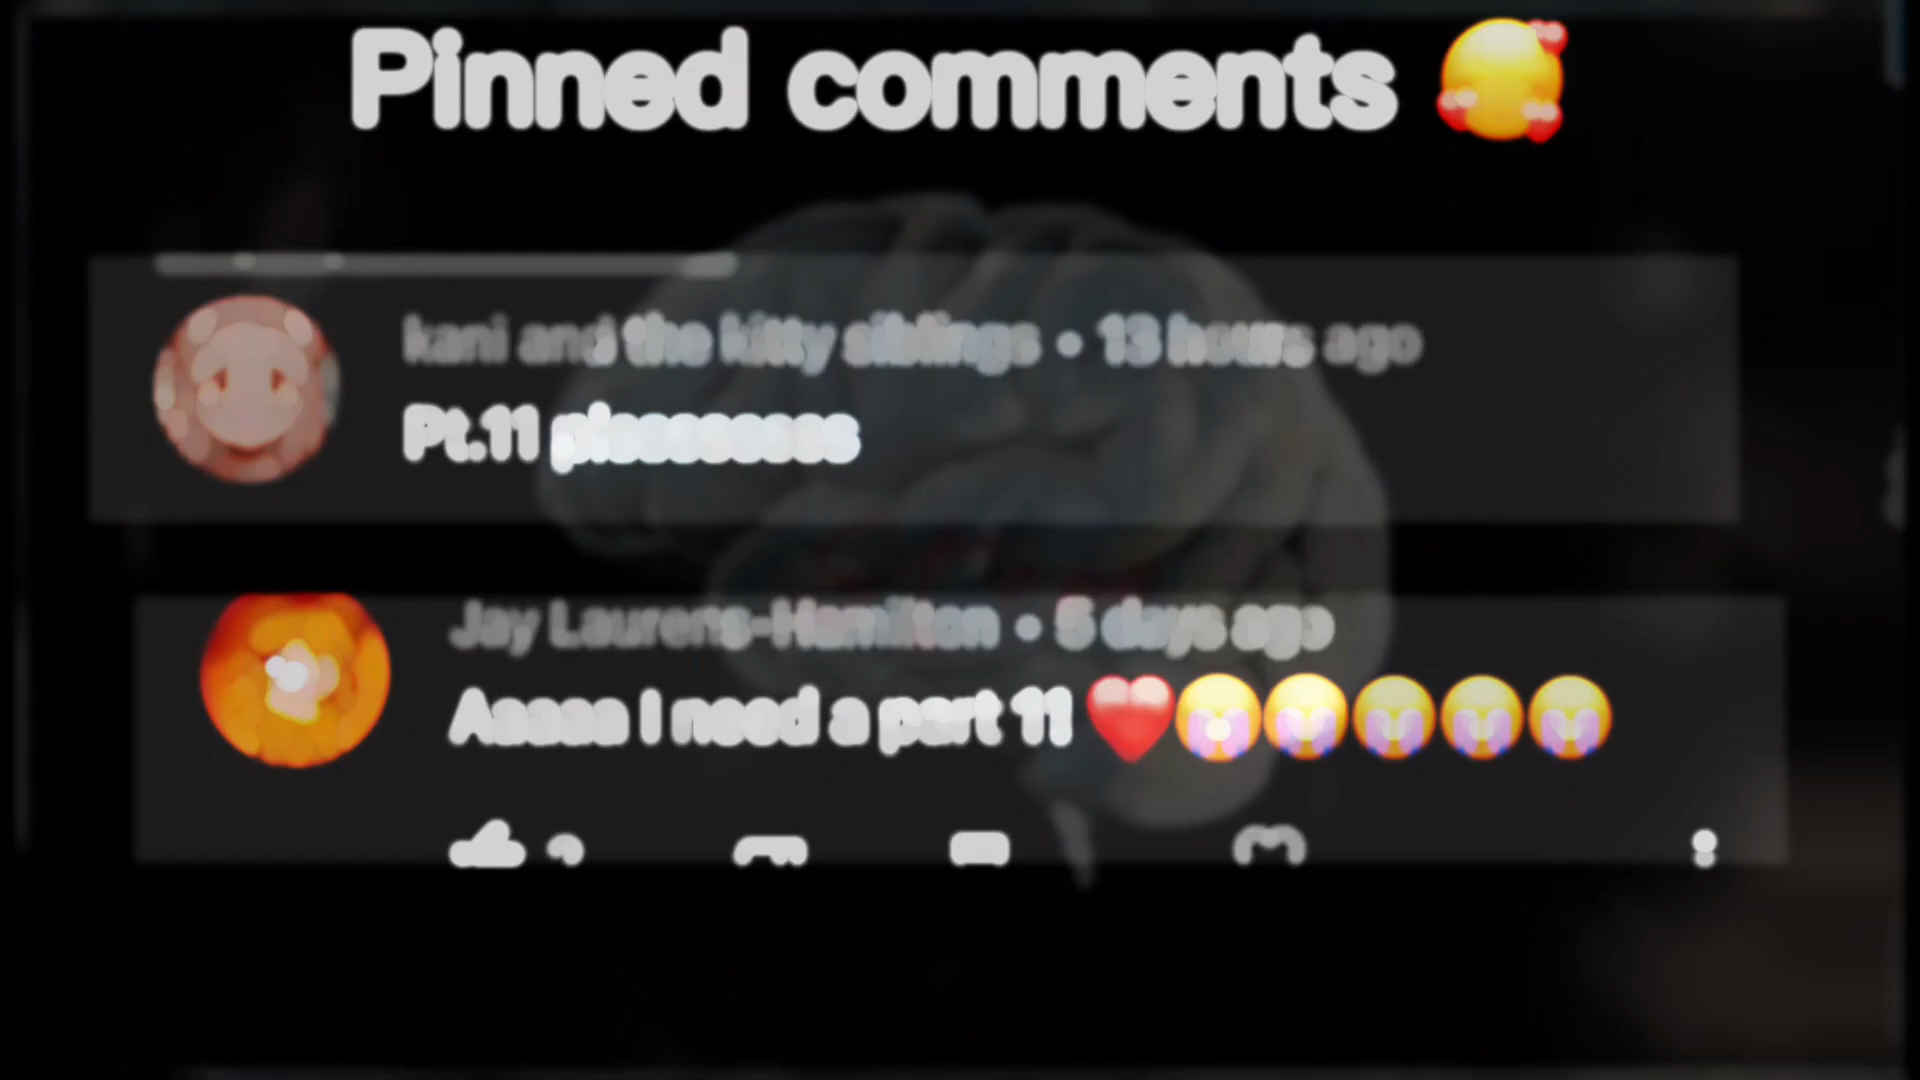 Pinned comments 🥰
kani and the kitty siblings • 13 hours ago
Pt.11
Jay Laurens-Hamilton • 5 days ago
Aaaaa I need a part 11 ❤️😭😭😭😭😭